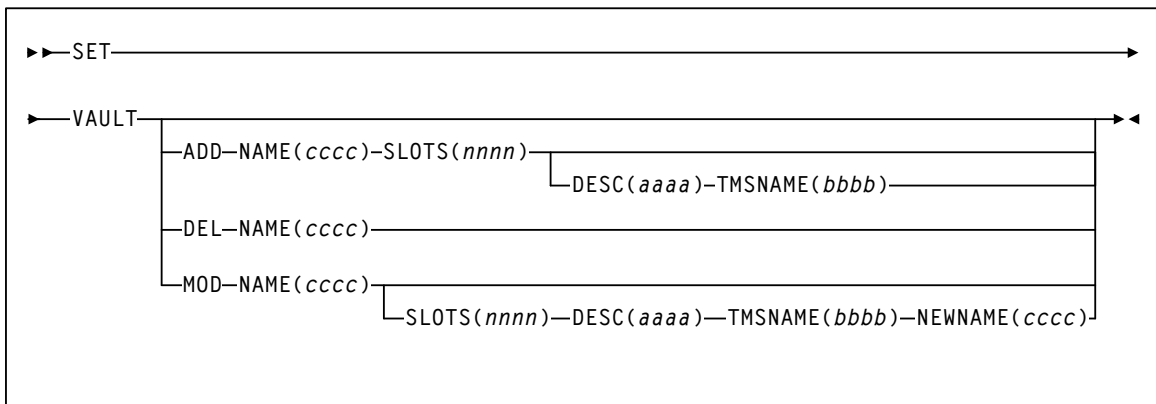 SET
VAULT
ADD NAME(cccc) SLOTS(nnnn)
DESC(aaaa) TMSNAME(bbbb)
DEL NAME(cccc)
MOD NAME(cccc)
SLOTS(nnnn) DESC(aaaa) TMSNAME(bbbb) NEWNAME(cccc)